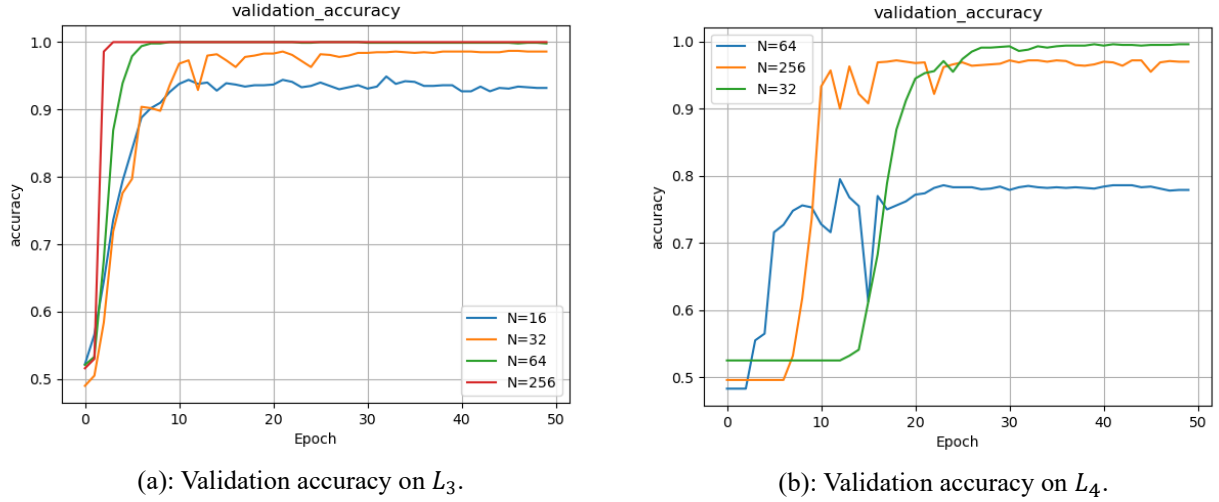 validation_accuracy
accuracy
1.0
0.9
0.8
0.7
0.6
0.5
N=16
N=32
N=64
N=256
0 10 20 30 40 50
Epoch
(a): Validation accuracy on L₃.
validation_accuracy
accuracy
1.0
0.9
0.8
0.7
0.6
0.5
N=64
N=256
N=32
0 10 20 30 40 50
Epoch
(b): Validation accuracy on L₄.